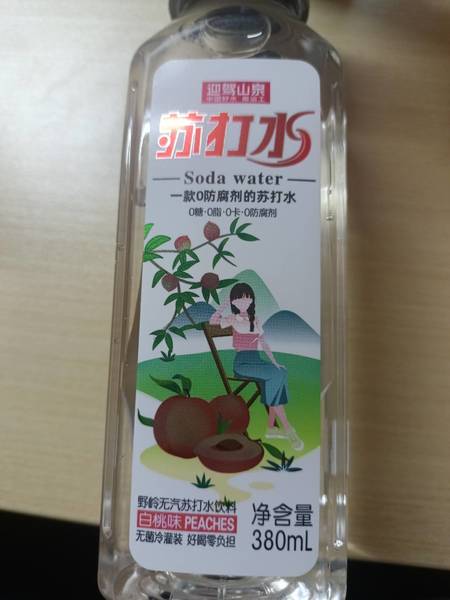 迎驾山泉
苏打水
Soda water
一款0防腐剂的苏打水
0糖·0脂·0卡·0防腐剂
野岭无汽苏打水饮料
白桃味 PEACHES
无菌冷灌装 好喝零负担
净含量
380mL